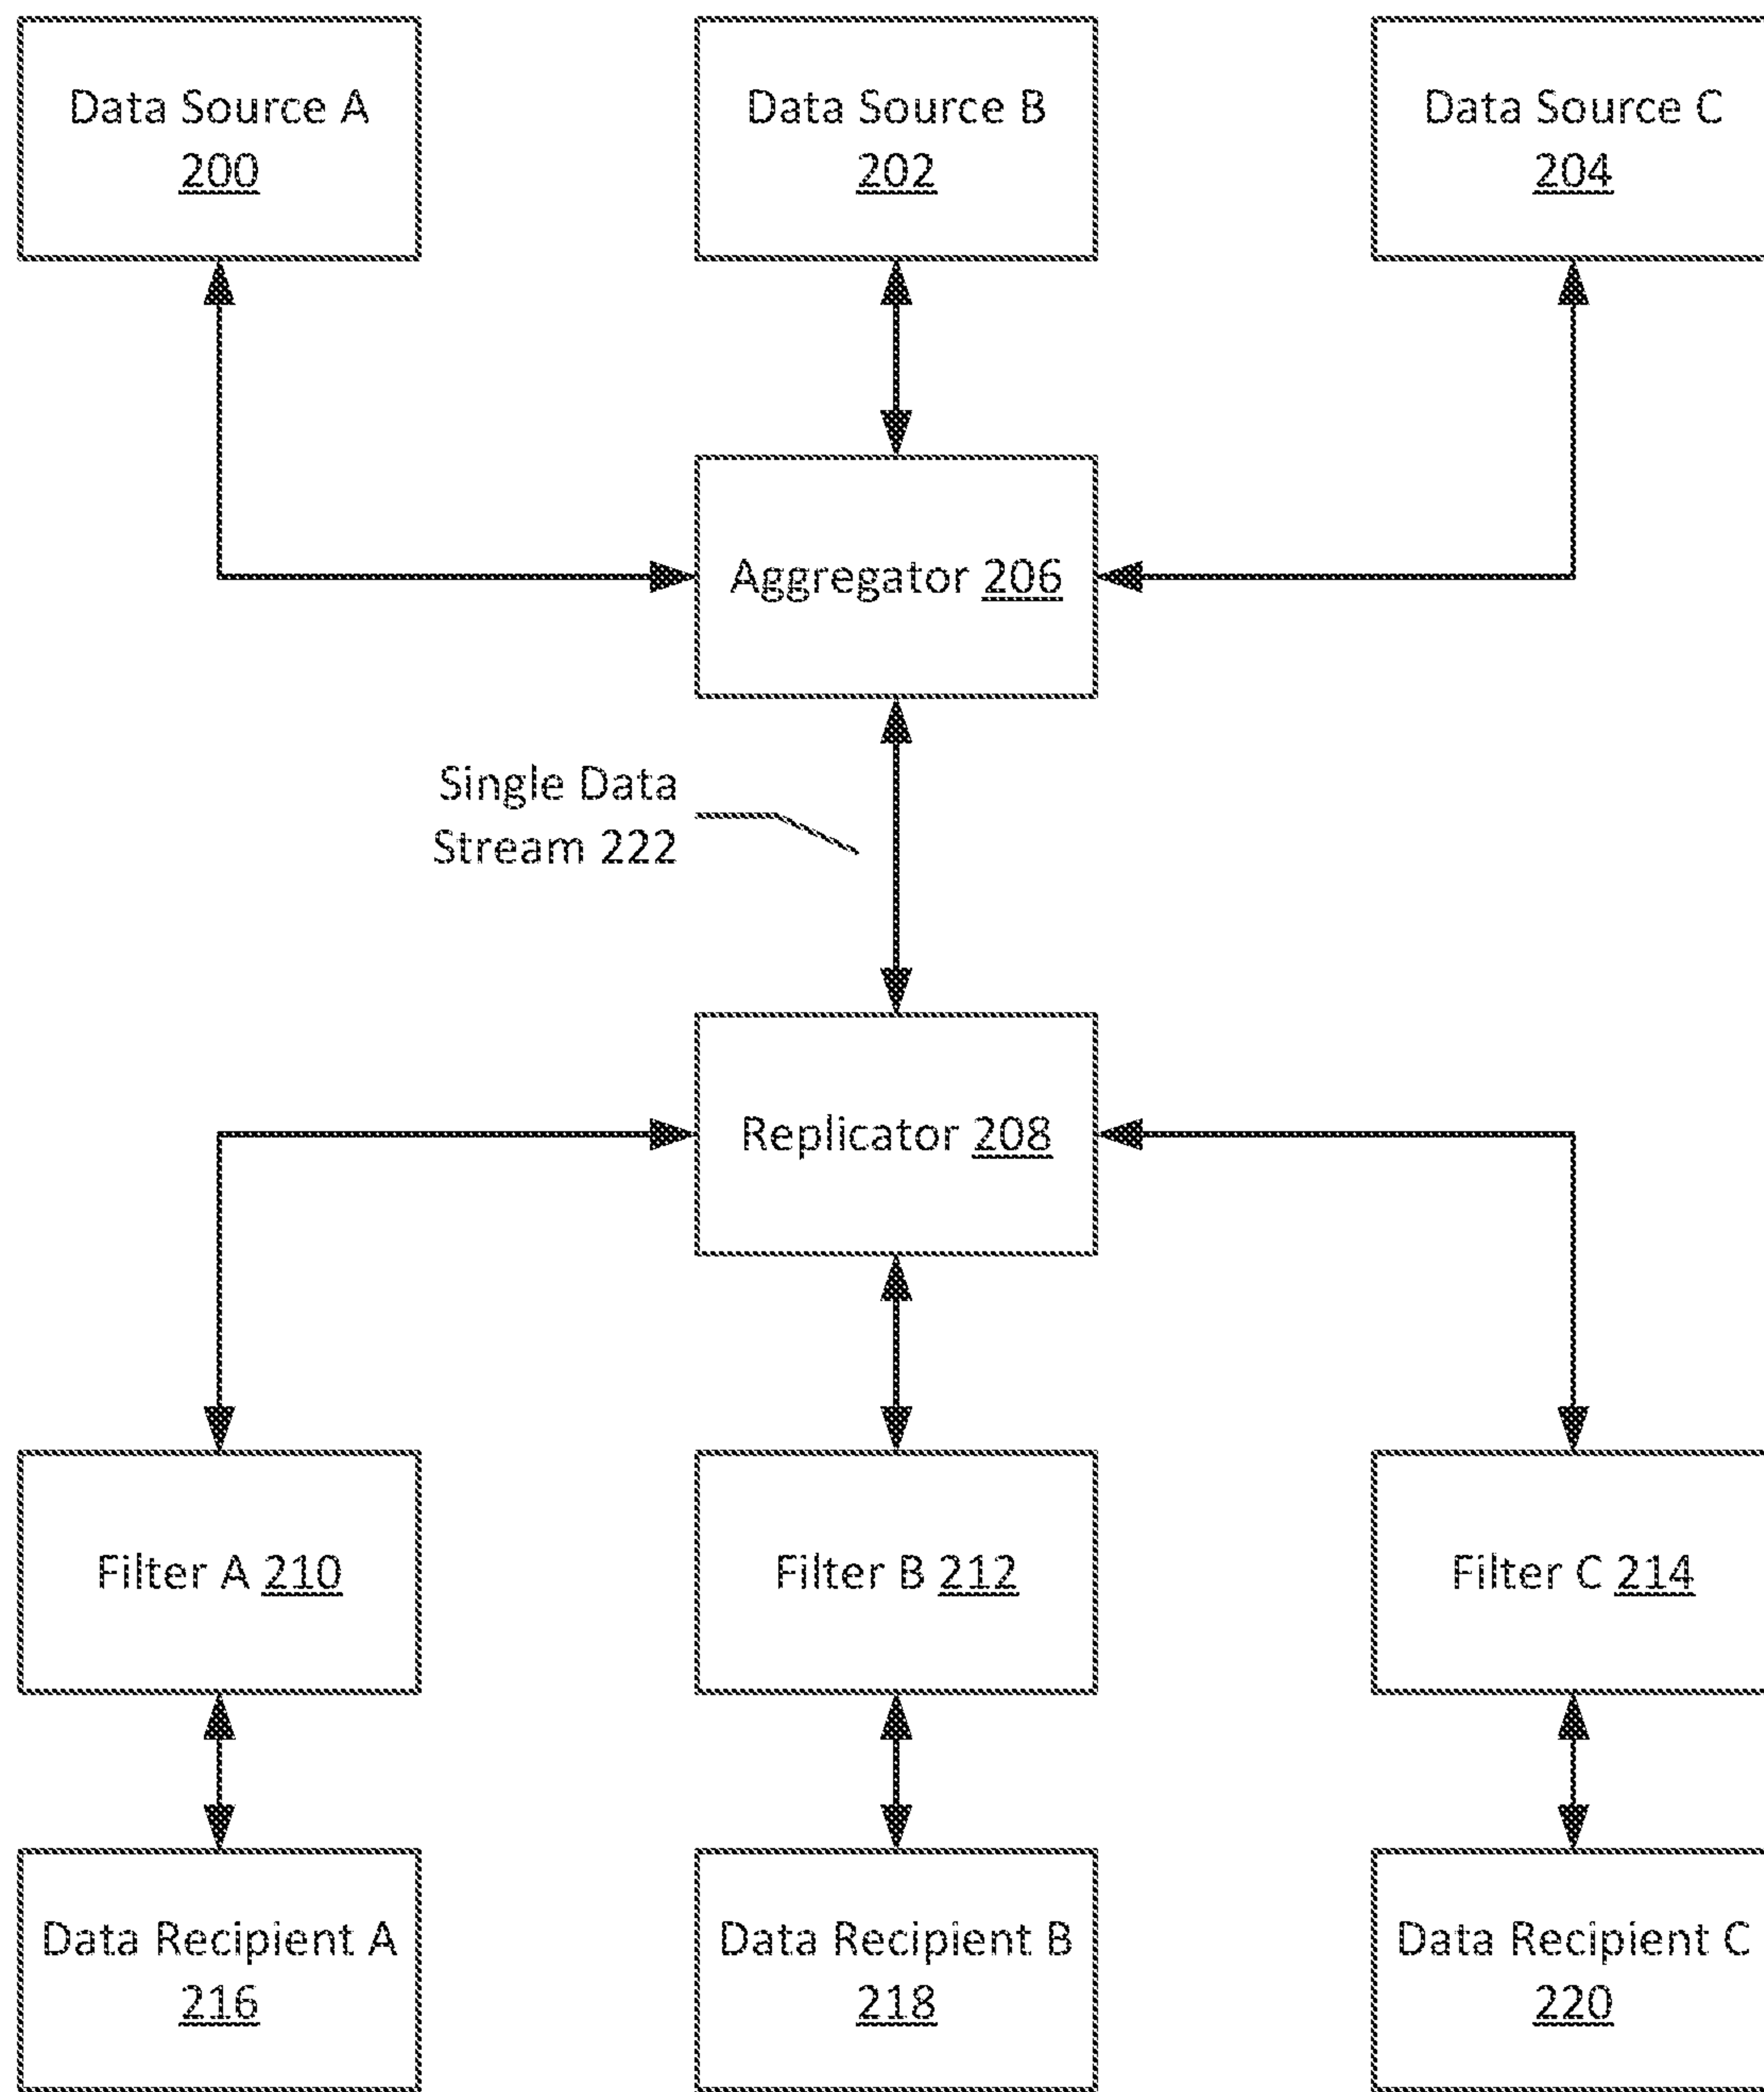 Data Source A
200
Data Source B
202
Data Source C
204
Aggregator 206
Single Data
Stream 222
Replicator 208
Filter A 210
Filter B 212
Filter C 214
Data Recipient A
216
Data Recipient B
218
Data Recipient C
220